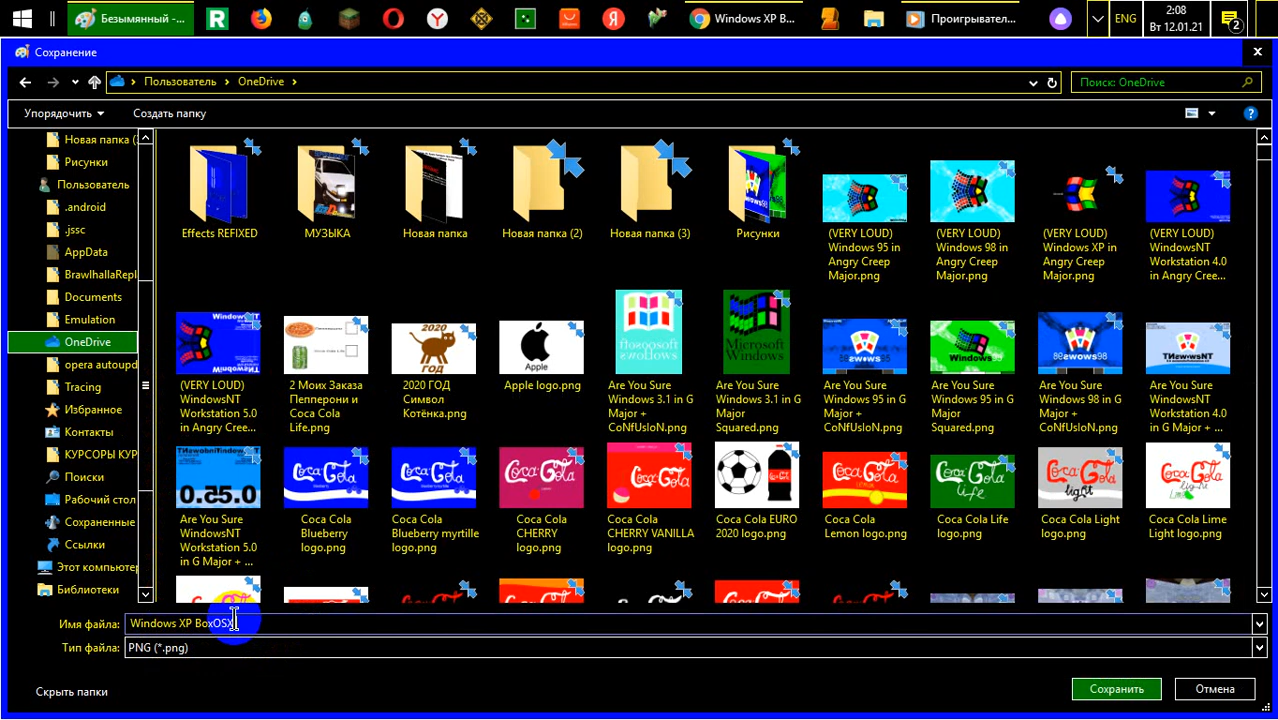 Безымянный -...
Windows XP B...
Проигрывател...
ENG
2:08
Вт 12.01.21
2
Сохранение
Пользователь
OneDrive
Поиск: OneDrive
Упорядочить
Создать папку
Новая папка (
Рисунки
Пользователь
.android
.jssc
AppData
BrawlhallaRepl
Documents
Emulation
OneDrive
opera autoupd
Tracing
Избранное
Контакты
КУРСОРЫ КУР
Поиски
Рабочий стол
Сохраненные
Ссылки
Этот компьютер
Библиотеки
Effects REFIXED
МУЗЫКА
Новая папка
Новая папка (2)
Новая папка (3)
Рисунки
(VERY LOUD)
Windows 95 in
Angry Creep
Major.png
(VERY LOUD)
Windows 98 in
Angry Creep
Major.png
(VERY LOUD)
Windows XP in
Angry Creep
Major.png
(VERY LOUD)
WindowsNT
Workstation 4.0
in Angry Cree...
(VERY LOUD)
WindowsNT
Workstation 5.0
in Angry Cree...
2 Моих Заказа
Пепперони и
Coca Cola
Life.png
2020
ГОД
2020 ГОД
Символ
Котёнка.png
Apple
Apple logo.png
Are You Sure
Windows 3.1 in G
Major +
CoNfUsIoN.png
Microsoft
Windows
Are You Sure
Windows 3.1 in G
Major
Squared.png
Are You Sure
Windows 95 in G
Major +
CoNfUsIoN.png
Are You Sure
Windows 95 in G
Major
Squared.png
Are You Sure
Windows 98 in G
Major +
CoNfUsIoN.png
Are You Sure
WindowsNT
Workstation 4.0
in G Major + ...
Are You Sure
WindowsNT
Workstation 5.0
in G Major + ...
Coca Cola
Blueberry
logo.png
Coca Cola
Blueberry myrtille
logo.png
Coca Cola
CHERRY
logo.png
Coca Cola
CHERRY VANILLA
logo.png
Coca Cola EURO
2020 logo.png
Coca Cola
Lemon logo.png
Coca Cola Life
logo.png
Coca Cola Light
logo.png
Coca Cola Lime
Light logo.png
Имя файла:
Windows XP BoxOSX
Тип файла:
PNG (*.png)
Скрыть папки
Сохранить
Отмена